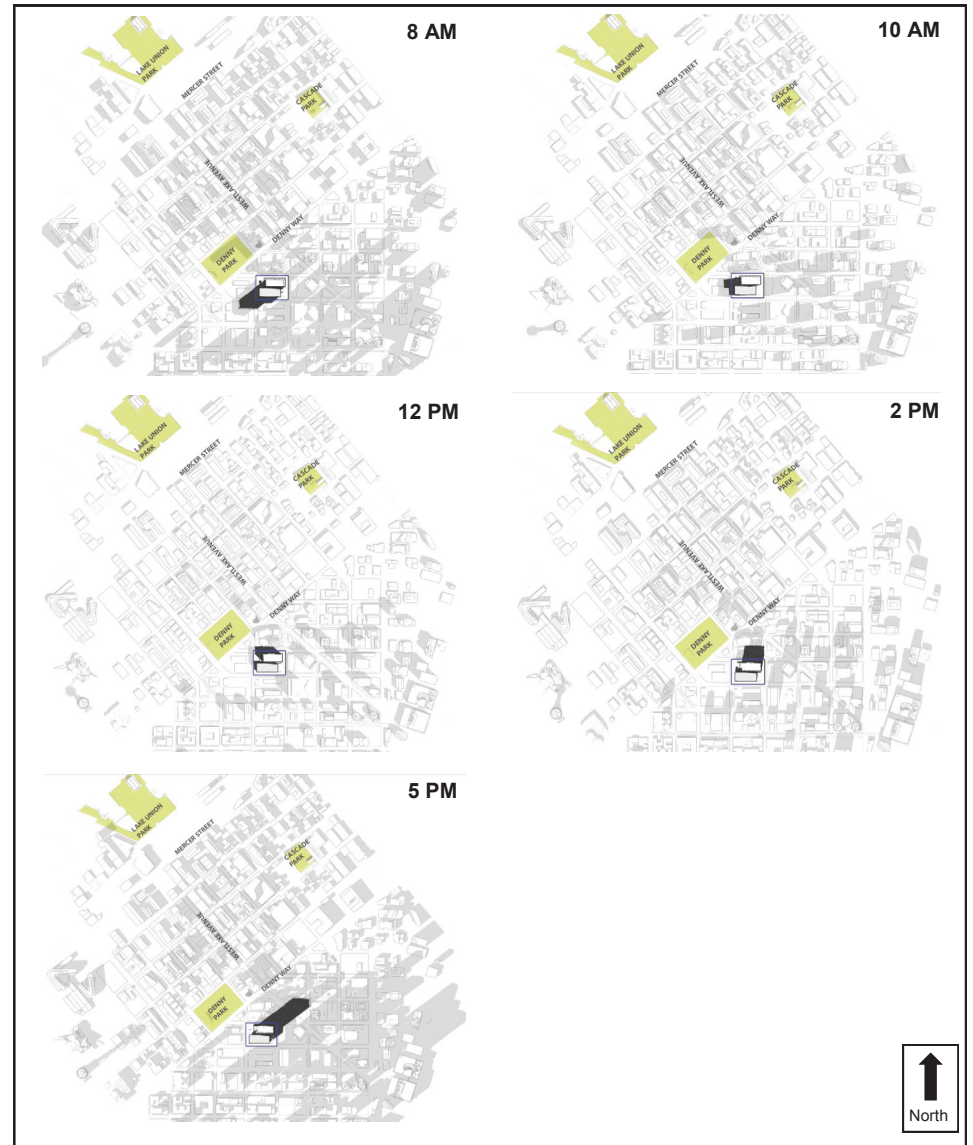 8 AM
LAKE UNION
PARK
MERCER STREET
CASCADE
PARK
WESTLAKE AVENUE
DENNY WAY
DENNY
PARK
10 AM
LAKE UNION
PARK
MERCER STREET
CASCADE
PARK
WESTLAKE AVENUE
DENNY WAY
DENNY
PARK
12 PM
LAKE UNION
PARK
MERCER STREET
CASCADE
PARK
WESTLAKE AVENUE
DENNY WAY
DENNY
PARK
2 PM
LAKE UNION
PARK
MERCER STREET
CASCADE
PARK
WESTLAKE AVENUE
DENNY WAY
DENNY
PARK
5 PM
LAKE UNION
PARK
MERCER STREET
CASCADE
PARK
WESTLAKE AVENUE
DENNY WAY
DENNY
PARK
North